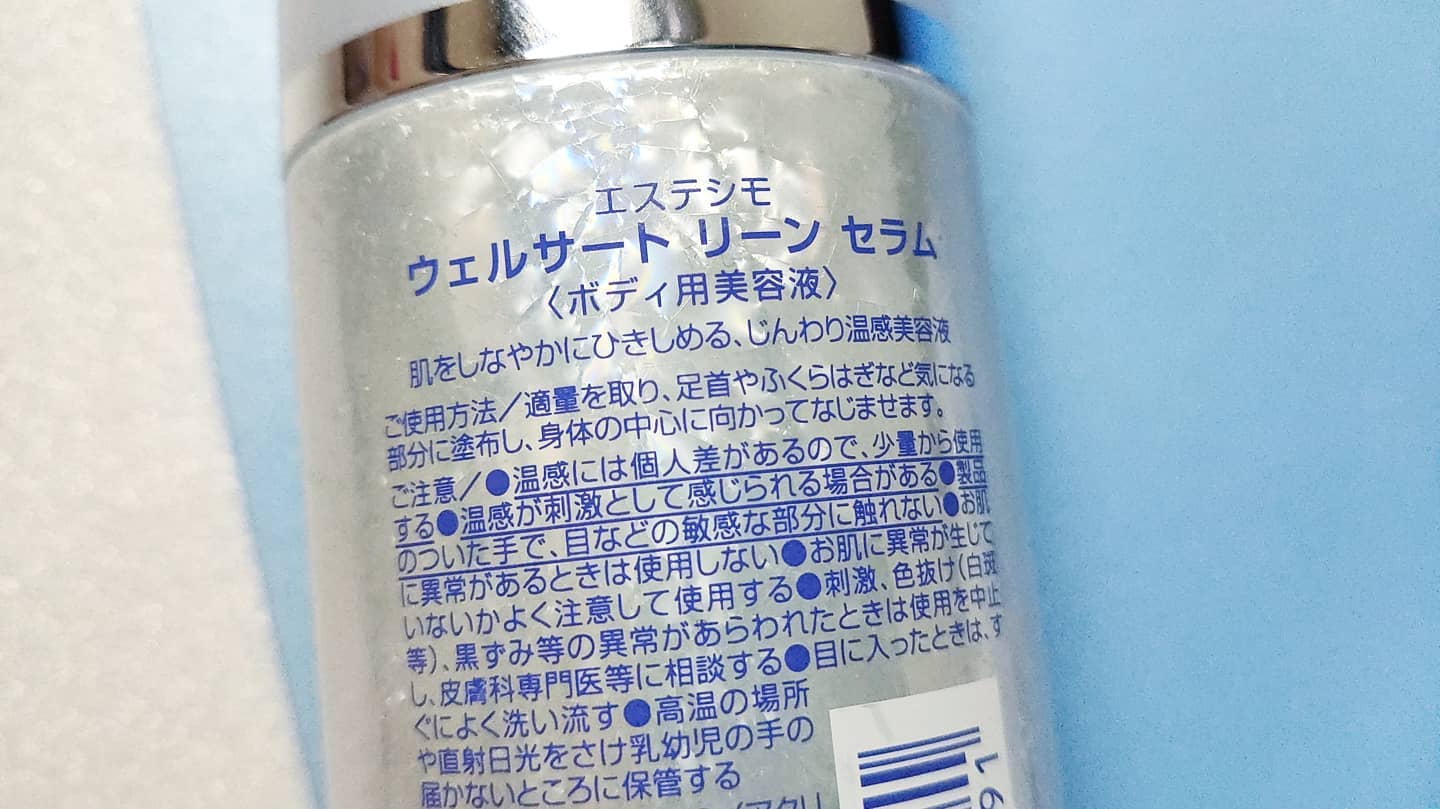 エステシモ
ウェルサート リーン セラム
〈ボディ用美容液〉
肌をしなやかにひきしめる、じんわり温感美容液
ご使用方法／適量を取り、足首やふくらはぎなど気になる
部分に塗布し、身体の中心に向かってなじませます。
ご注意／●温感には個人差があるので、少量から使用
する●温感が刺激として感じられる場合がある●製品
のついた手で、目などの敏感な部分に触れない●お肌
に異常があるときは使用しない●お肌に異常が生じて
いないかよく注意して使用する●刺激、色抜け（白斑
等）、黒ずみ等の異常があらわれたときは使用を中止
し、皮膚科専門医等に相談する●目に入ったときは、す
ぐによく洗い流す●高温の場所
や直射日光をさけ乳幼児の手の
届かないところに保管する